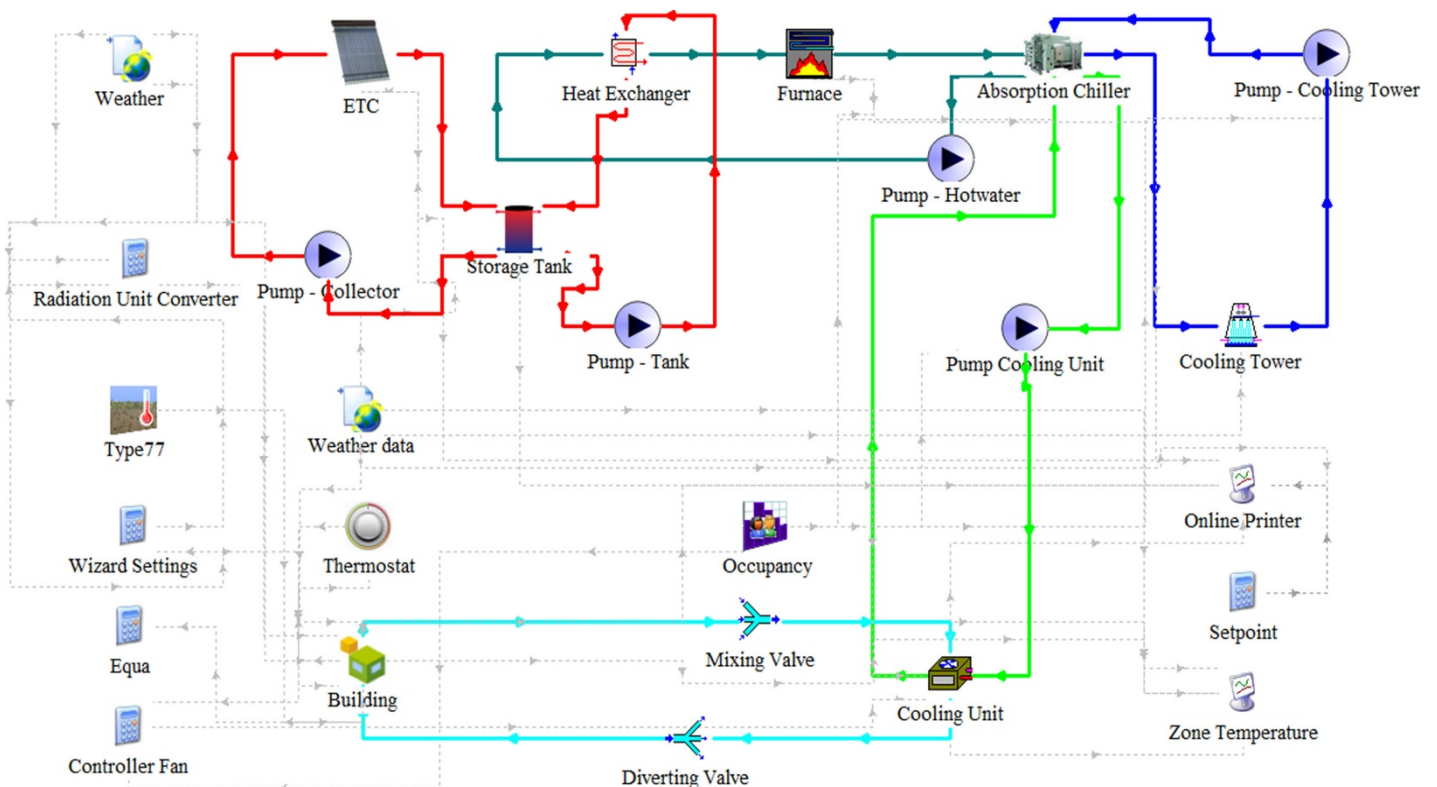 Weather
ETC
Heat Exchanger
Furnace
Absorption Chiller
Pump - Cooling Tower
Pump - Hotwater
Storage Tank
Radiation Unit Converter
Pump - Collector
Pump - Tank
Pump Cooling Unit
Cooling Tower
Type77
Weather data
Online Printer
Wizard Settings
Thermostat
Occupancy
Setpoint
Equa
Building
Mixing Valve
Cooling Unit
Zone Temperature
Controller Fan
Diverting Valve